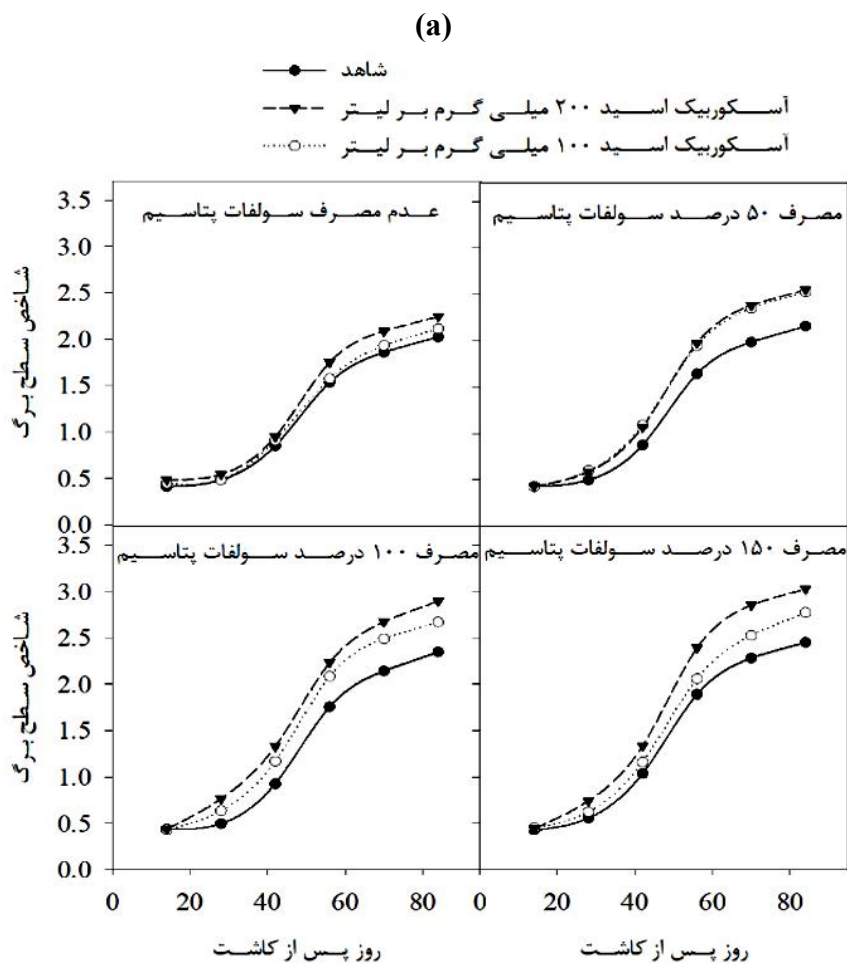 (a)
شاهد
آسکوربیک اسید ۲۰۰ میلی گرم بر لیتر
آسکوربیک اسید ۱۰۰ میلی گرم بر لیتر
عدم مصرف سولفات پتاسیم
مصرف ۵۰ درصد سولفات پتاسیم
3.5
3.0
2.5
2.0
1.5
1.0
0.5
0.0
شاخص سطح برگ
مصرف ۱۰۰ درصد سولفات پتاسیم
مصرف ۱۵۰ درصد سولفات پتاسیم
3.5
3.0
2.5
2.0
1.5
1.0
0.5
0.0
شاخص سطح برگ
0 20 40 60 80 0 20 40 60 80
روز پس از کاشت
روز پس از کاشت